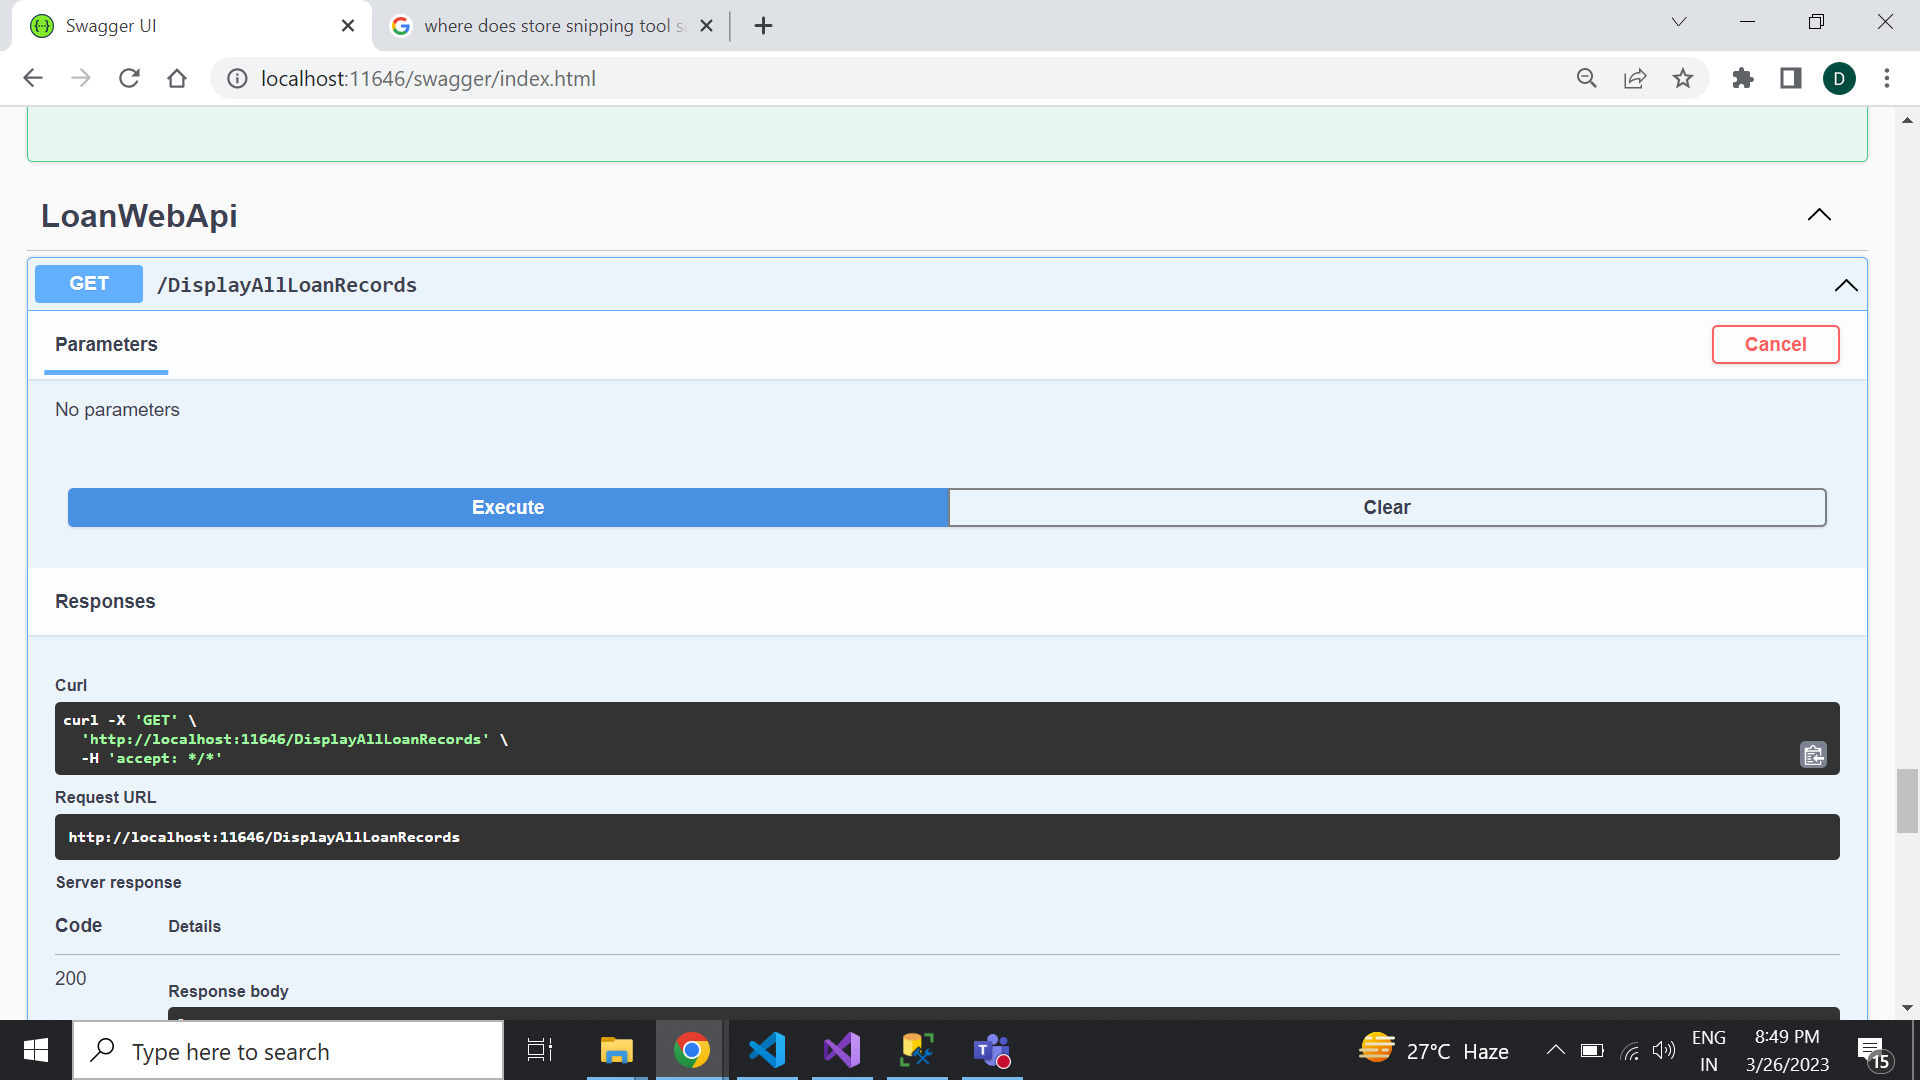 Swagger UI
where does store snipping tool sa
localhost:11646/swagger/index.html
D
LoanWebApi
GET /DisplayAllLoanRecords
Parameters
Cancel
No parameters
Execute
Clear
Responses
Curl
curl -X 'GET' \
'http://localhost:11646/DisplayAllLoanRecords' \
-H 'accept: */*'
Request URL
http://localhost:11646/DisplayAllLoanRecords
Server response
Code Details
200
Response body
Type here to search
27°C Haze
ENG
IN
8:49 PM
3/26/2023
15